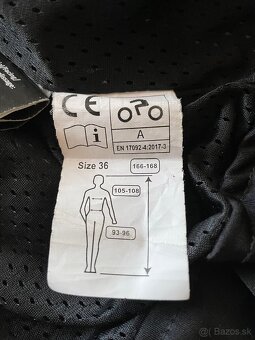 CE
i
A
EN 17092-4:2017-3
Size 36
166-168
105-108
93-96
Bazos.sk